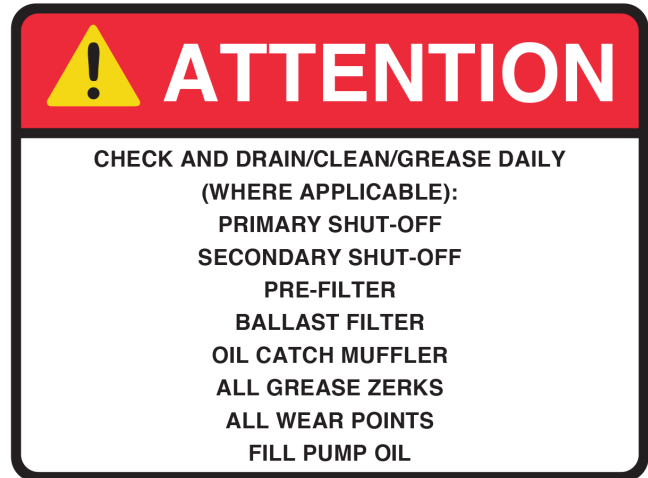 ATTENTION
CHECK AND DRAIN/CLEAN/GREASE DAILY
(WHERE APPLICABLE):
PRIMARY SHUT-OFF
SECONDARY SHUT-OFF
PRE-FILTER
BALLAST FILTER
OIL CATCH MUFFLER
ALL GREASE ZERKS
ALL WEAR POINTS
FILL PUMP OIL